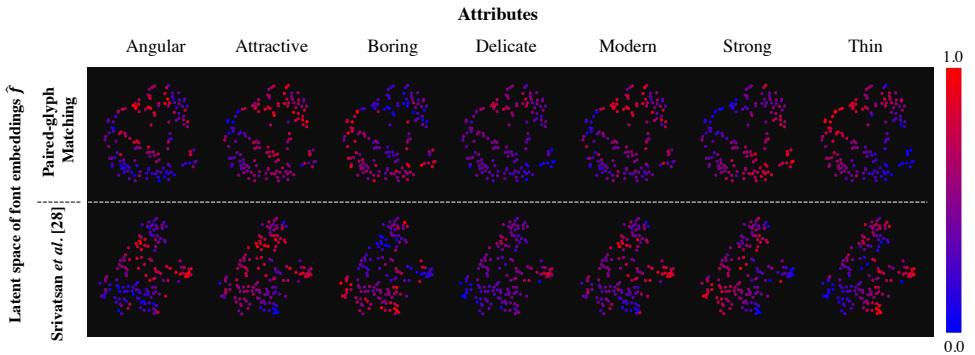 Attributes
Angular Attractive Boring Delicate Modern Strong Thin
1.0
Latent space of font embeddings f̂
Paired-glyph
Matching
Srivatsan et al. [28]
0.0